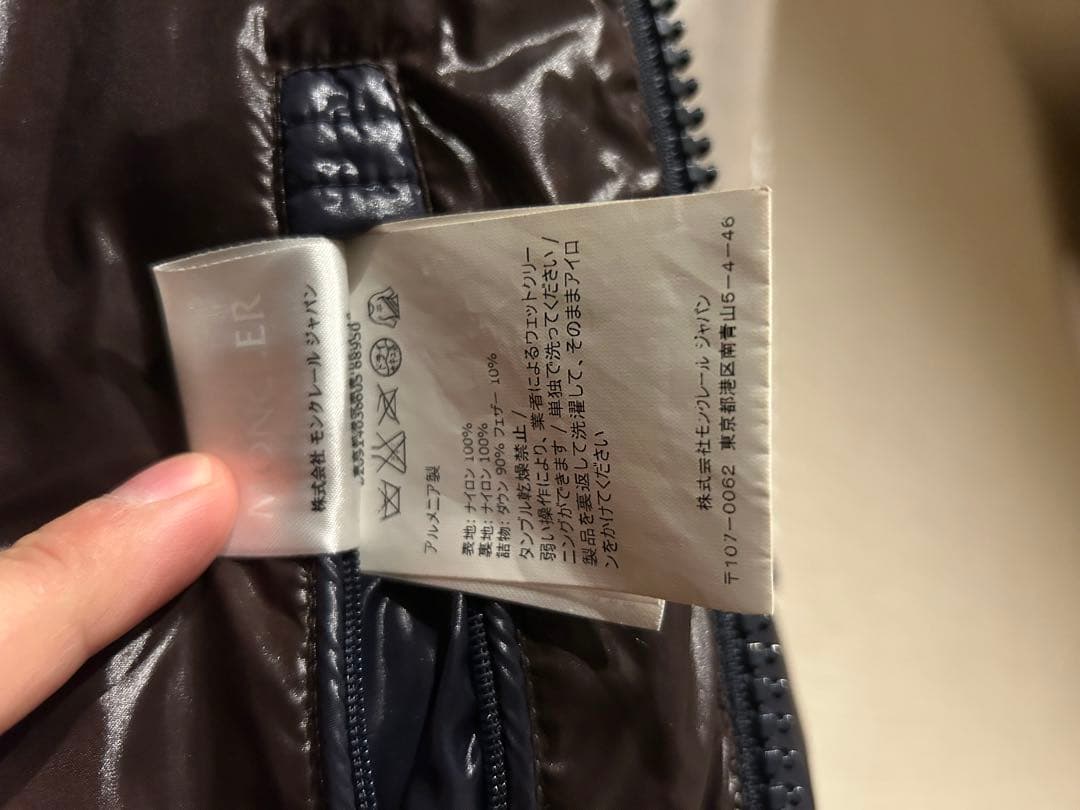 株式会社 モンクレール ジャパン
ドライ
アルメニア製
表地: ナイロン 100%
裏地: ナイロン 100%
詰物: ダウン 90% フェザー 10%
タンブル乾燥禁止 /
弱い操作により、業者によるウェットクリー
ニングができます / 単独で洗ってください /
製品を裏返して洗濯して、そのままアイロ
ンをかけてください
株式会社モンクレール ジャパン
〒107-0062 東京都港区南青山5-4-46